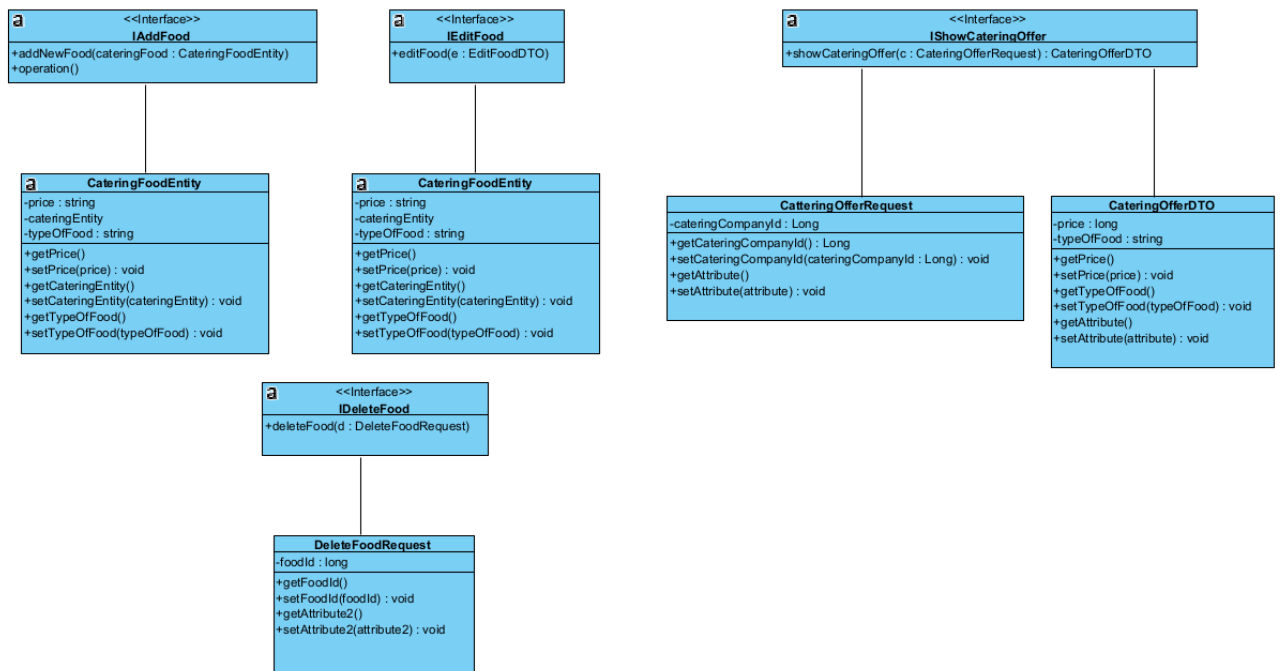 a
<<Interface>>
IAddFood
+addNewFood(cateringFood : CateringFoodEntity)
+operation()
a
<<Interface>>
IEditFood
+editFood(e : EditFoodDTO)
a
<<Interface>>
IShowCateringOffer
+showCateringOffer(c : CateringOfferRequest) : CateringOfferDTO
a
CateringFoodEntity
-price : string
-cateringEntity
-typeOfFood : string
+getPrice()
+setPrice(price) : void
+getCateringEntity()
+setCateringEntity(cateringEntity) : void
+getTypeOfFood()
+setTypeOfFood(typeOfFood) : void
a
CateringFoodEntity
-price : string
-cateringEntity
-typeOfFood : string
+getPrice()
+setPrice(price) : void
+getCateringEntity()
+setCateringEntity(cateringEntity) : void
+getTypeOfFood()
+setTypeOfFood(typeOfFood) : void
CatteringOfferRequest
-cateringCompanyId : Long
+getCateringCompanyId() : Long
+setCateringCompanyId(cateringCompanyId : Long) : void
+getAttribute()
+setAttribute(attribute) : void
CateringOfferDTO
-price : long
-typeOfFood : string
+getPrice()
+setPrice(price) : void
+getTypeOfFood()
+setTypeOfFood(typeOfFood) : void
+getAttribute()
+setAttribute(attribute) : void
a
<<Interface>>
IDeleteFood
+deleteFood(d : DeleteFoodRequest)
DeleteFoodRequest
-foodId : long
+getFoodId()
+setFoodId(foodId) : void
+getAttribute2()
+setAttribute2(attribute2) : void